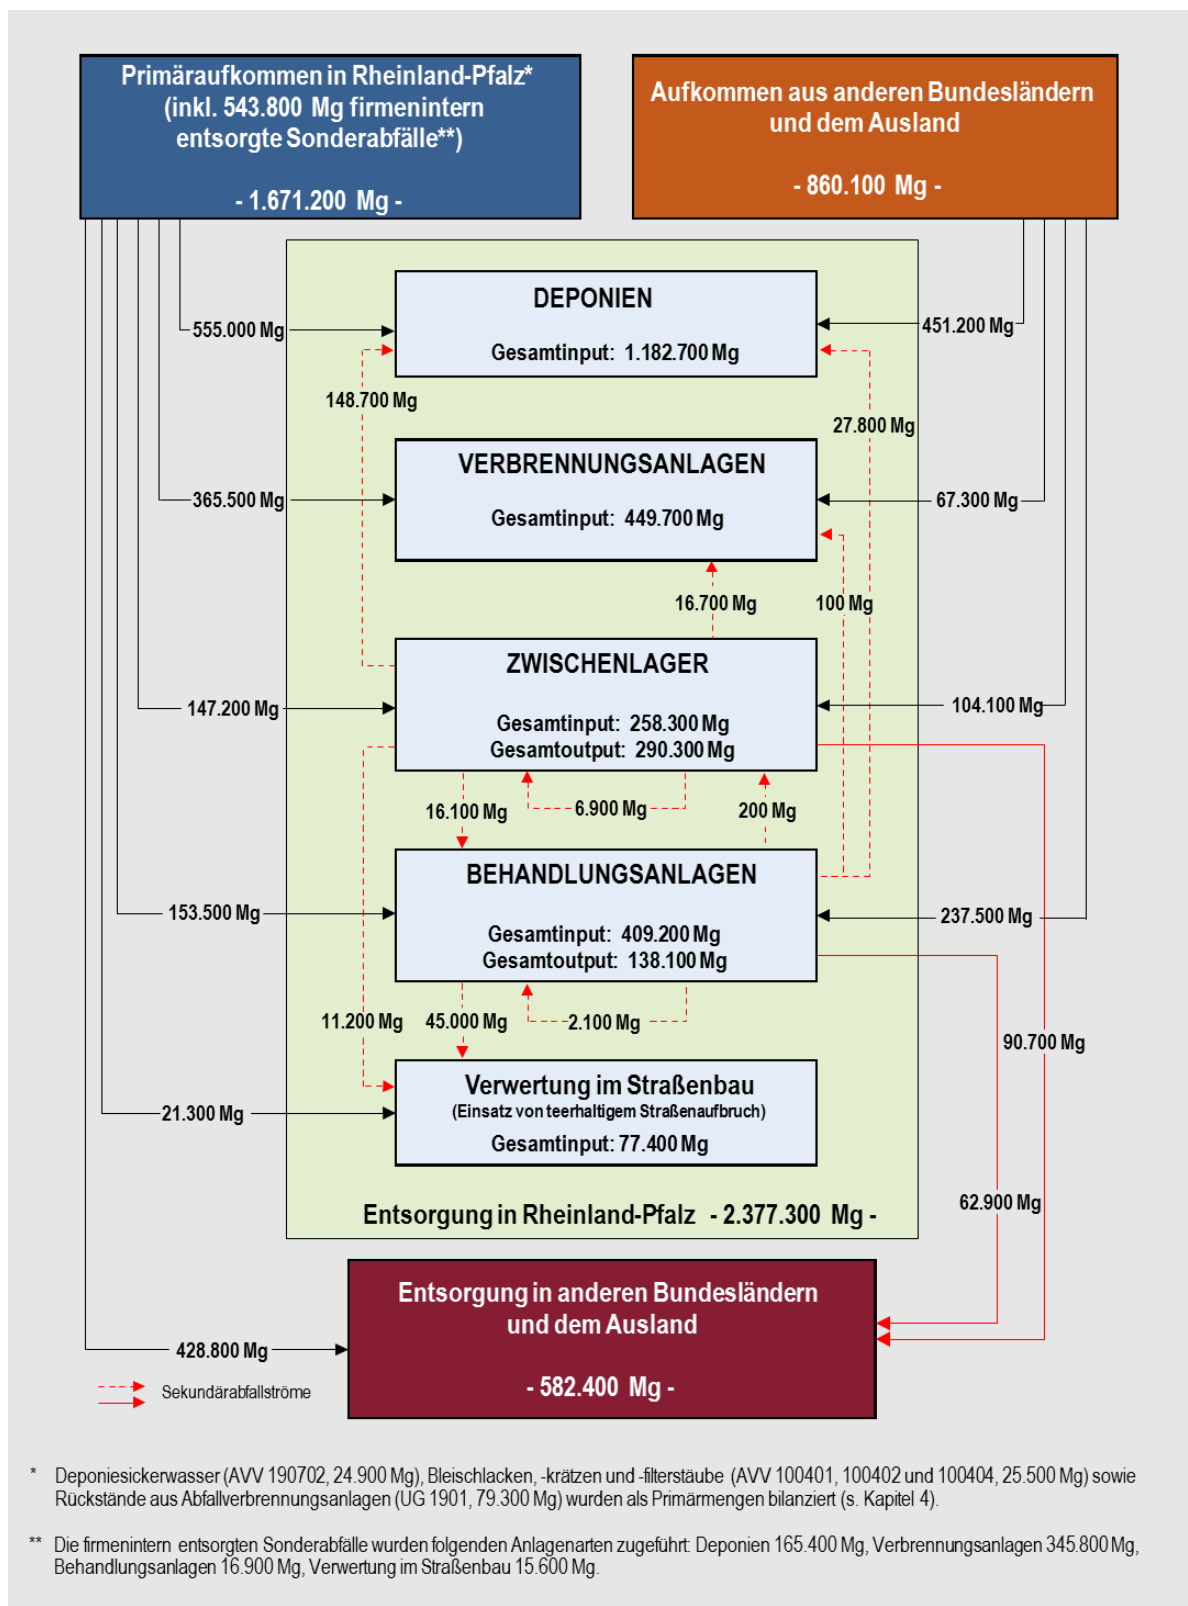 Primäraufkommen in Rheinland-Pfalz*
(inkl. 543.800 Mg firmenintern
entsorgte Sonderabfälle**)
- 1.671.200 Mg -
Aufkommen aus anderen Bundesländern
und dem Ausland
- 860.100 Mg -
DEPONIEN
Gesamtinput: 1.182.700 Mg
555.000 Mg
451.200 Mg
148.700 Mg
27.800 Mg
VERBRENNUNGSANLAGEN
Gesamtinput: 449.700 Mg
365.500 Mg
67.300 Mg
16.700 Mg
100 Mg
ZWISCHENLAGER
Gesamtinput: 258.300 Mg
Gesamtoutput: 290.300 Mg
147.200 Mg
104.100 Mg
16.100 Mg
6.900 Mg
200 Mg
BEHANDLUNGSANLAGEN
Gesamtinput: 409.200 Mg
Gesamtoutput: 138.100 Mg
153.500 Mg
237.500 Mg
11.200 Mg
45.000 Mg
2.100 Mg
90.700 Mg
Verwertung im Straßenbau
(Einsatz von teerhaltigem Straßenaufbruch)
Gesamtinput: 77.400 Mg
21.300 Mg
62.900 Mg
Entsorgung in Rheinland-Pfalz - 2.377.300 Mg -
Entsorgung in anderen Bundesländern
und dem Ausland
- 582.400 Mg -
428.800 Mg
Sekundärabfallströme
* Deponiesickerwasser (AVV 190702, 24.900 Mg), Bleischlacken, -krätzen und -filterstäube (AVV 100401, 100402 und 100404, 25.500 Mg) sowie
Rückstände aus Abfallverbrennungsanlagen (UG 1901, 79.300 Mg) wurden als Primärmengen bilanziert (s. Kapitel 4).
** Die firmenintern entsorgten Sonderabfälle wurden folgenden Anlagenarten zugeführt: Deponien 165.400 Mg, Verbrennungsanlagen 345.800 Mg,
Behandlungsanlagen 16.900 Mg, Verwertung im Straßenbau 15.600 Mg.